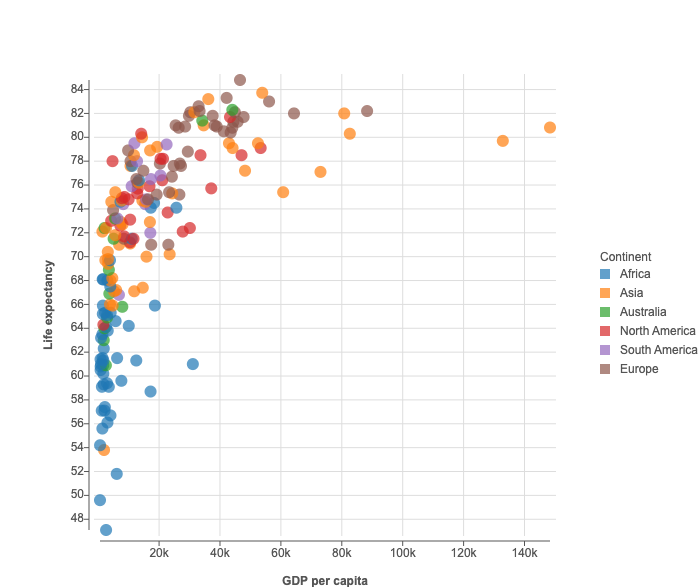 84
82
80
78
76
74
72
70
68
66
64
62
60
58
56
54
52
50
48
Life expectancy
20k 40k 60k 80k 100k 120k 140k
GDP per capita
Continent
Africa
Asia
Australia
North America
South America
Europe